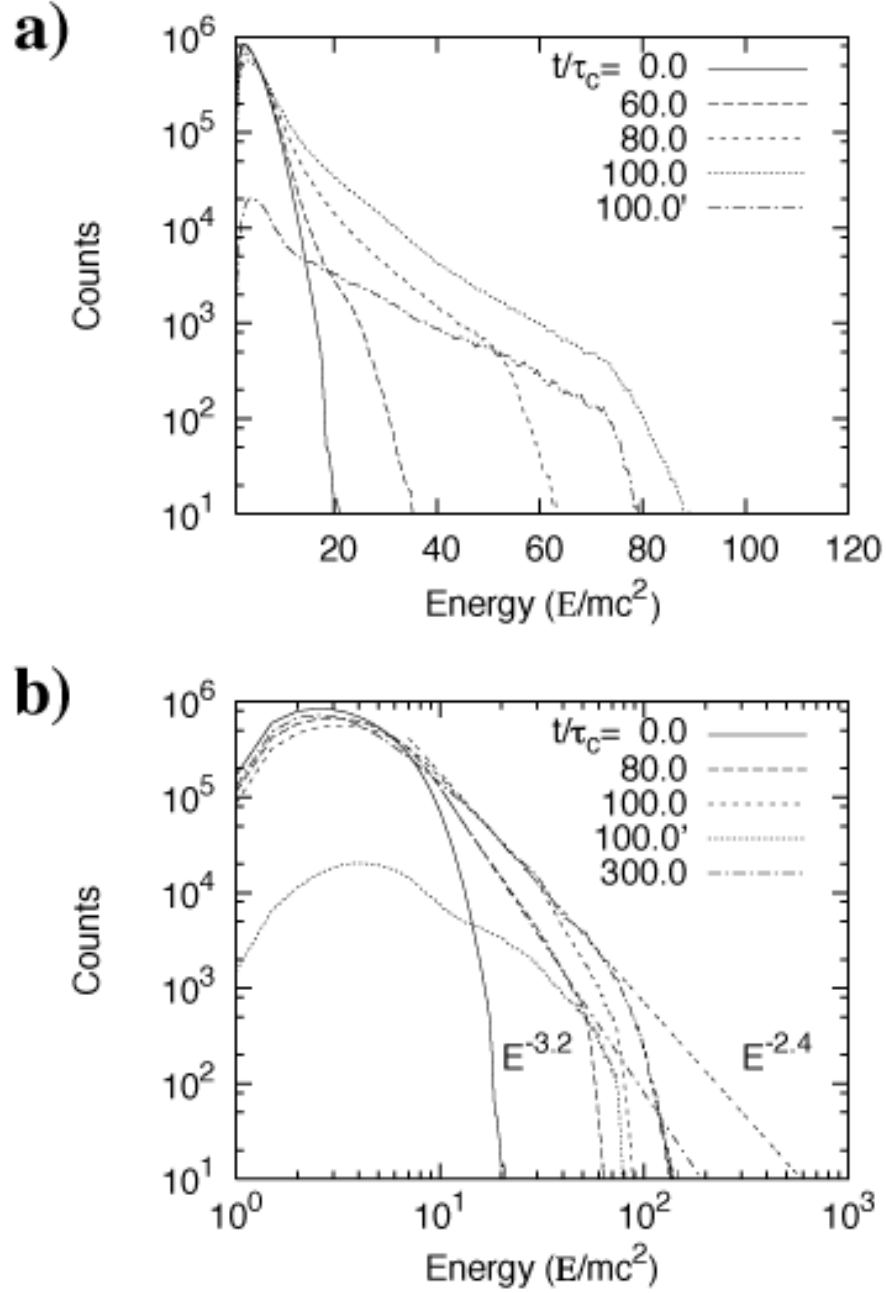 a)
10^6
10^5
10^4
10^3
10^2
10^1
Counts
t/τ_c= 0.0
60.0
80.0
100.0
100.0'
20 40 60 80 100 120
Energy (E/mc^2)
b)
10^6
10^5
10^4
10^3
10^2
10^1
Counts
t/τ_c= 0.0
80.0
100.0
100.0'
300.0
E^-3.2
E^-2.4
10^0 10^1 10^2 10^3
Energy (E/mc^2)